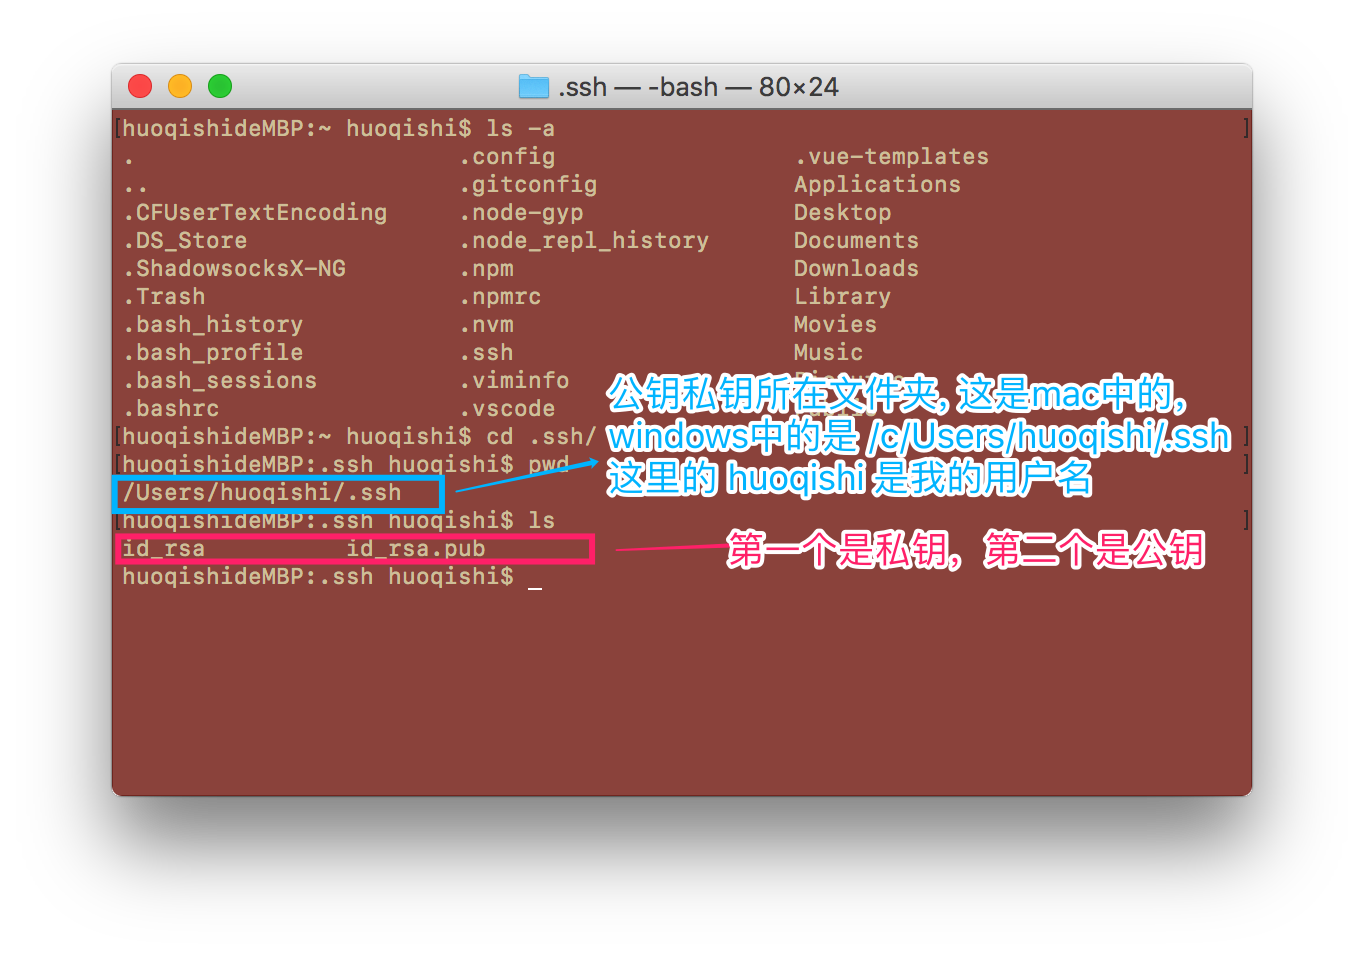 .ssh — -bash — 80×24
[huoqishideMBP:~ huoqishi$ ls -a ]
. .config .vue-templates
.. .gitconfig Applications
.CFUserTextEncoding .node-gyp Desktop
.DS_Store .node_repl_history Documents
.ShadowsocksX-NG .npm Downloads
.Trash .npmrc Library
.bash_history .nvm Movies
.bash_profile .ssh Music
.bash_sessions .viminfo
.bashrc .vscode
[huoqishideMBP:~ huoqishi$ cd .ssh/ ]
[huoqishideMBP:.ssh huoqishi$ pwd ]
/Users/huoqishi/.ssh
[huoqishideMBP:.ssh huoqishi$ ls ]
id_rsa id_rsa.pub
huoqishideMBP:.ssh huoqishi$ _
公钥私钥所在文件夹, 这是mac中的，
windows中的是 /c/Users/huoqishi/.ssh
这里的 huoqishi 是我的用户名
第一个是私钥，第二个是公钥